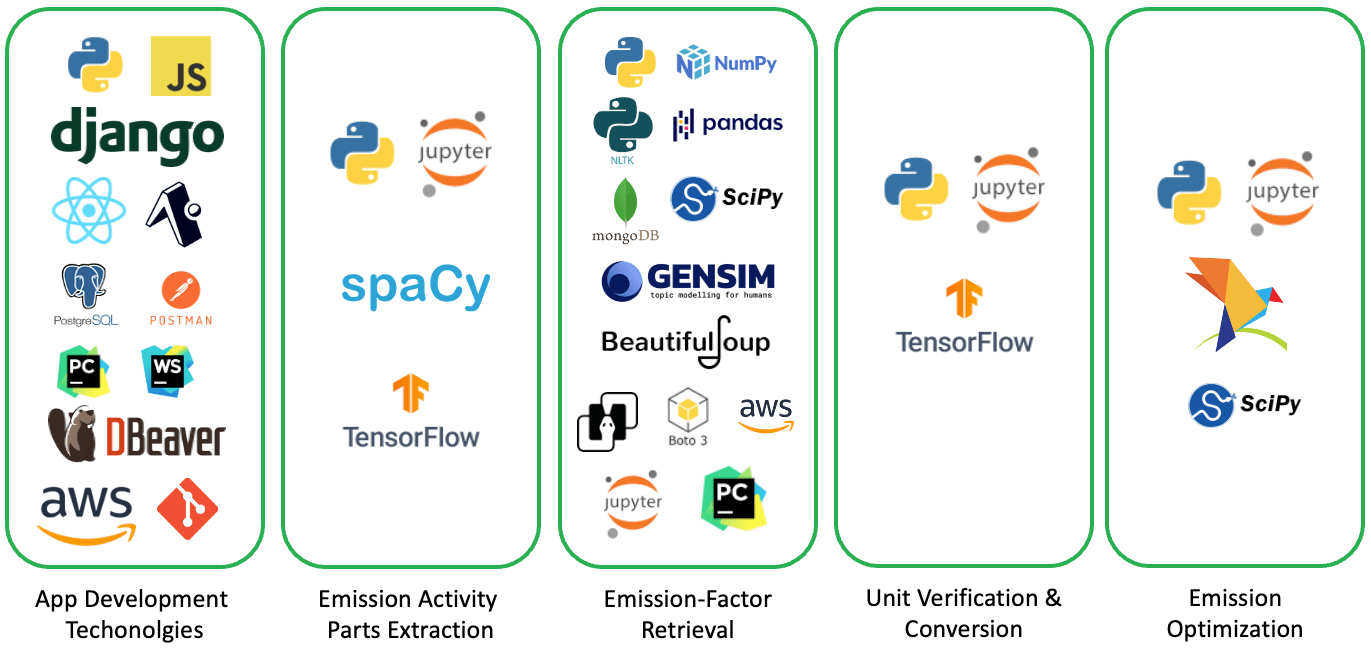 JS
django
PostgreSQL
POSTMAN
PC
WS
DBeaver
aws
App Development
Techonolgies
jupyter
spaCy
TensorFlow
Emission Activity
Parts Extraction
NumPy
NLTK
pandas
mongoDB
SciPy
GENSIM
topic modelling for humans
BeautifulSoup
Boto 3
aws
jupyter
PC
Emission-Factor
Retrieval
jupyter
TensorFlow
Unit Verification &
Conversion
jupyter
SciPy
Emission
Optimization